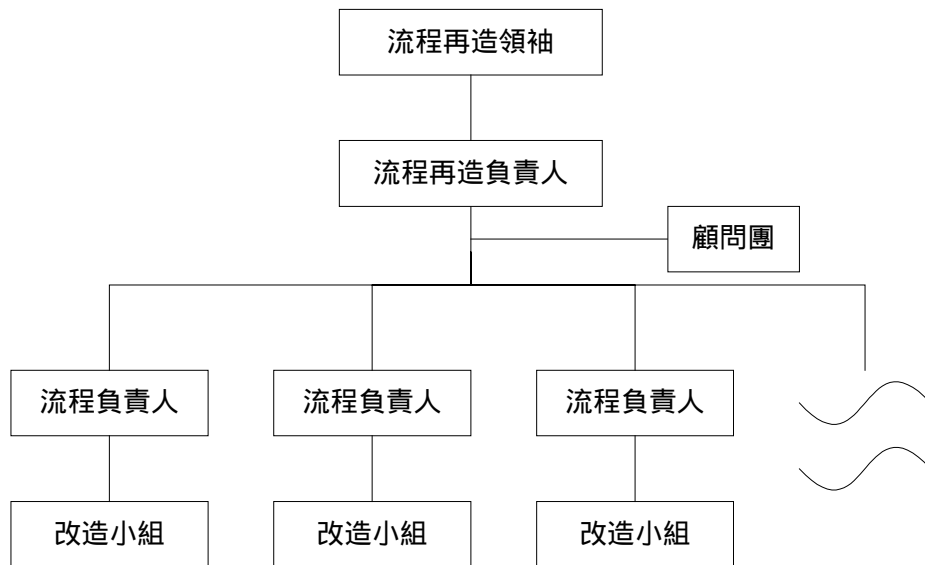 流程再造領袖
流程再造負責人
顧問團
流程負責人
流程負責人
流程負責人
改造小組
改造小組
改造小組